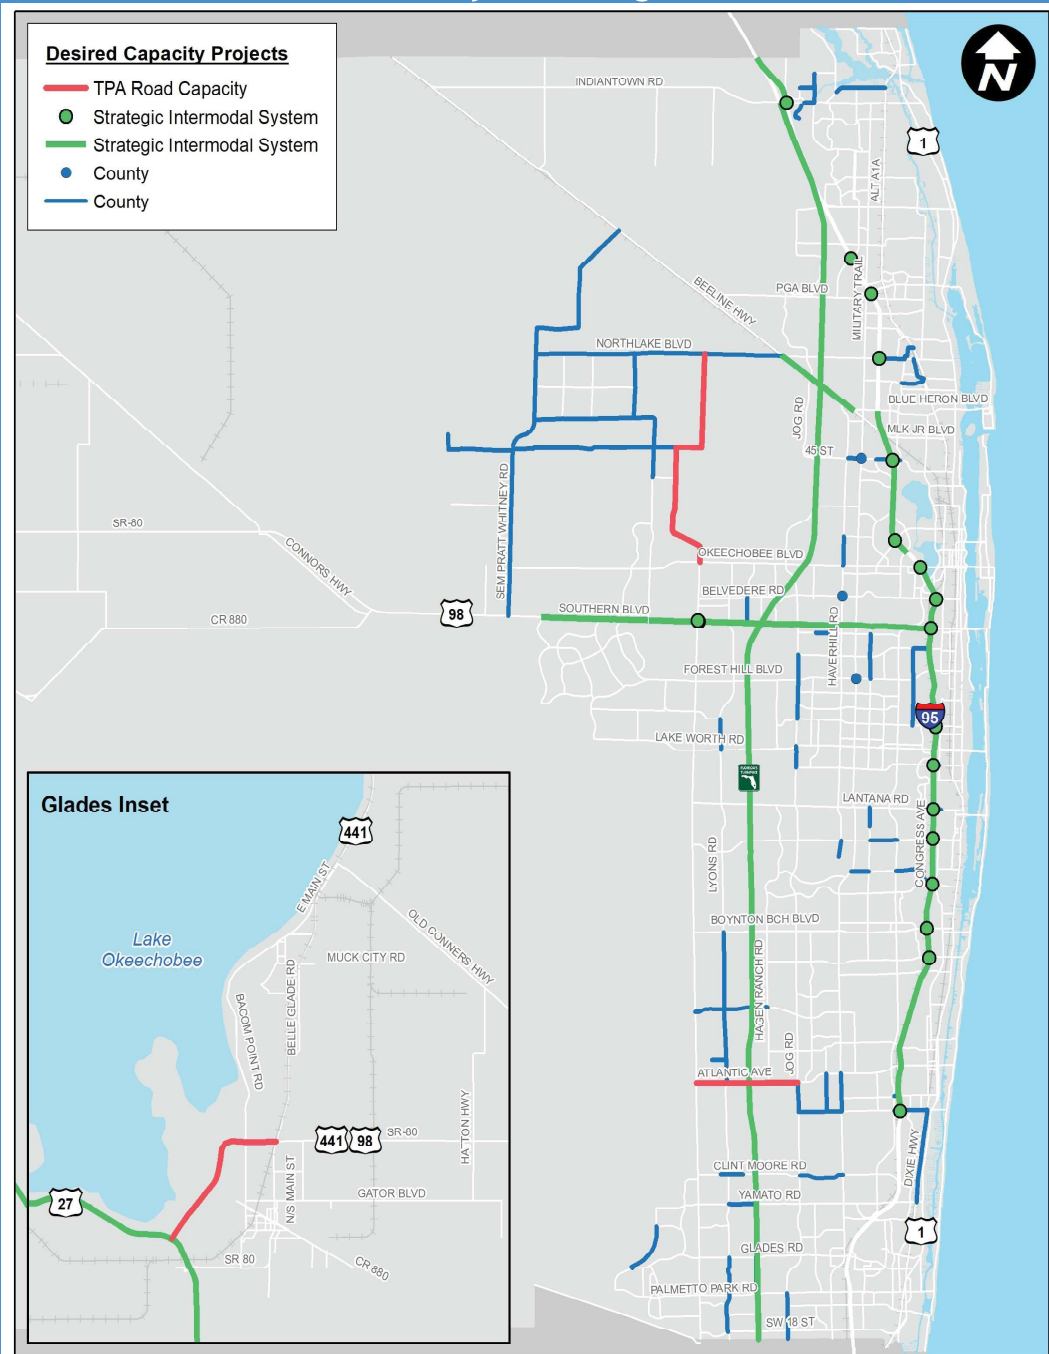 Desired Capacity Projects
TPA Road Capacity
Strategic Intermodal System
Strategic Intermodal System
County
County
N
INDIANTOWN RD
1
ALT A1A
BEELINE HWY
PGA BLVD
MILITARY TRAIL
NORTHLAKE BLVD
BLUE HERON BLVD
JOG RD
MLK JR BLVD
45 ST
SEM PRATT WHITNEY RD
SR-80
CONNORS HWY
OKEECHOBEE BLVD
BELVEDERE RD
98
SOUTHERN BLVD
CR 880
HAVERHILL RD
FOREST HILL BLVD
95
LAKE WORTH RD
LANTANA RD
CONGRESS AVE
LYONS RD
BOYNTON BCH BLVD
HAGEN RANCH RD
JOG RD
ATLANTIC AVE
CLINT MOORE RD
DIXIE HWY
YAMATO RD
1
GLADES RD
PALMETTO PARK RD
SW 18 ST
Glades Inset
441
E MAIN ST
OLD CONNERS HWY
Lake
Okeechobee
MUCK CITY RD
BELLE GLADE RD
BACOM POINT RD
HATTON HWY
441
98
SR-80
N/S MAIN ST
27
GATOR BLVD
SR 80
CR 880